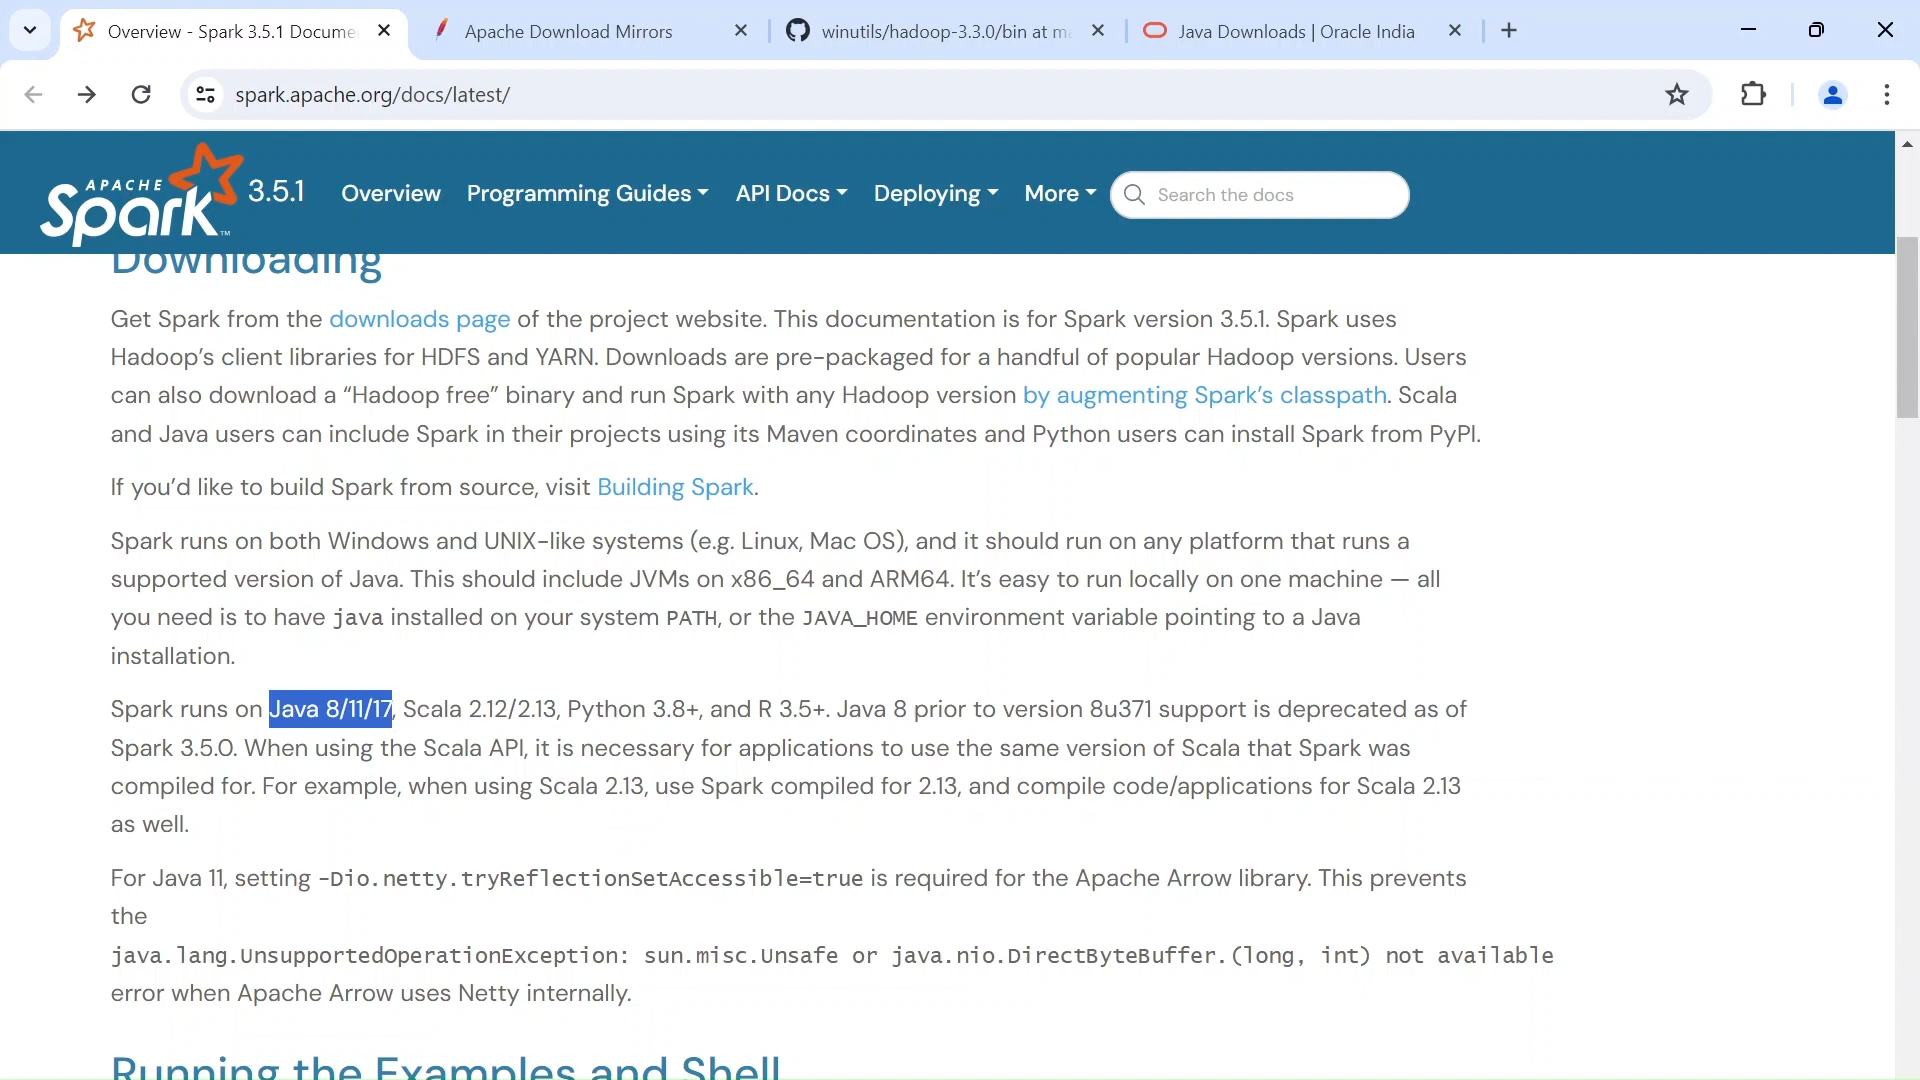 Overview - Spark 3.5.1 Docume
Apache Download Mirrors
winutils/hadoop-3.3.0/bin at ma
Java Downloads | Oracle India
spark.apache.org/docs/latest/
APACHE Spark™ 3.5.1
Overview
Programming Guides
API Docs
Deploying
More
Search the docs
Downloading
Get Spark from the downloads page of the project website. This documentation is for Spark version 3.5.1. Spark uses
Hadoop’s client libraries for HDFS and YARN. Downloads are pre-packaged for a handful of popular Hadoop versions. Users
can also download a “Hadoop free” binary and run Spark with any Hadoop version by augmenting Spark’s classpath. Scala
and Java users can include Spark in their projects using its Maven coordinates and Python users can install Spark from PyPI.
If you’d like to build Spark from source, visit Building Spark.
Spark runs on both Windows and UNIX-like systems (e.g. Linux, Mac OS), and it should run on any platform that runs a
supported version of Java. This should include JVMs on x86_64 and ARM64. It’s easy to run locally on one machine — all
you need is to have java installed on your system PATH, or the JAVA_HOME environment variable pointing to a Java
installation.
Spark runs on Java 8/11/17, Scala 2.12/2.13, Python 3.8+, and R 3.5+. Java 8 prior to version 8u371 support is deprecated as of
Spark 3.5.0. When using the Scala API, it is necessary for applications to use the same version of Scala that Spark was
compiled for. For example, when using Scala 2.13, use Spark compiled for 2.13, and compile code/applications for Scala 2.13
as well.
For Java 11, setting -Dio.netty.tryReflectionSetAccessible=true is required for the Apache Arrow library. This prevents
the
java.lang.UnsupportedOperationException: sun.misc.Unsafe or java.nio.DirectByteBuffer.(long, int) not available
error when Apache Arrow uses Netty internally.
Running the Examples and Shell